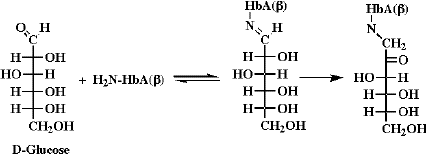 O H
C
H OH
HO H
H OH
H OH
CH₂OH
D-Glucose
+ H₂N-HbA(β)
HbA(β)
N H
C
H OH
HO H
H OH
H OH
CH₂OH
HbA(β)
N
CH₂
O
HO H
H OH
H OH
CH₂OH